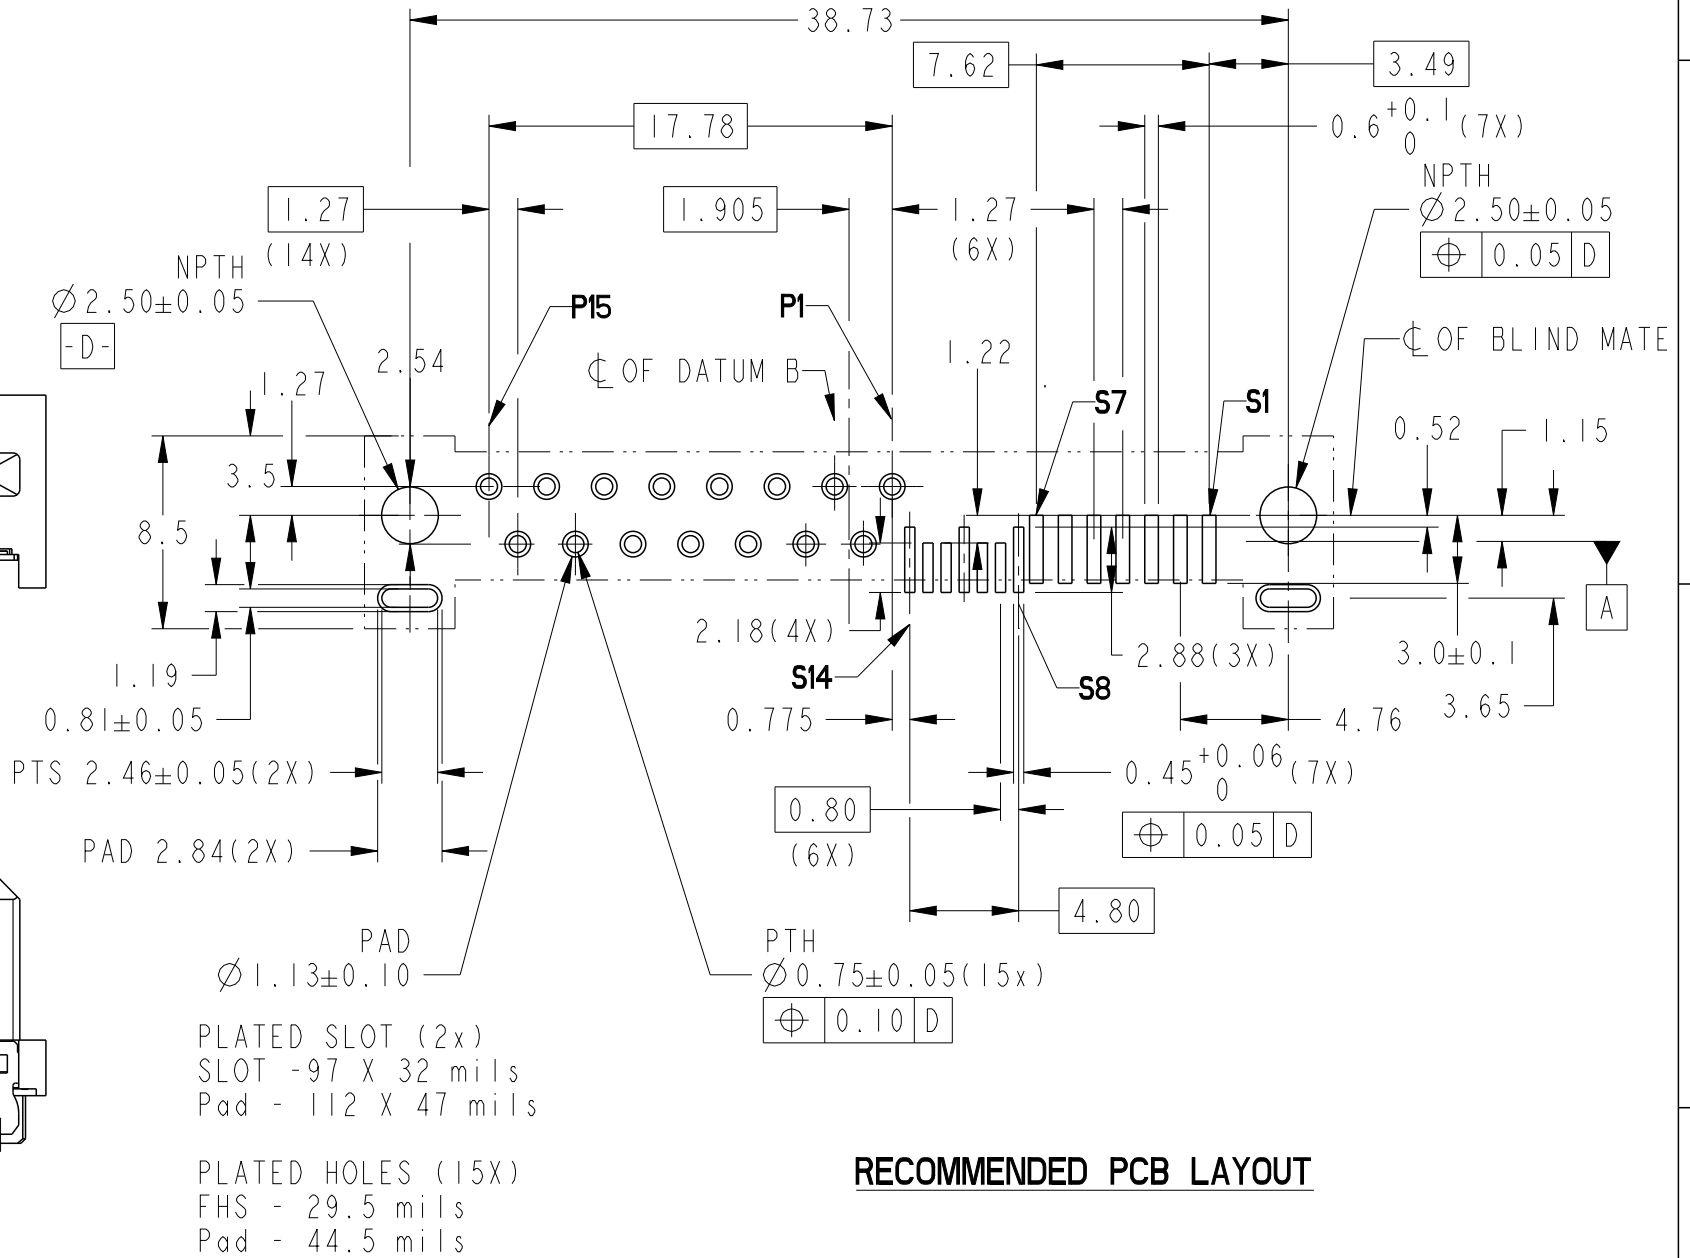 38.73
7.62
3.49
17.78
0.6 +0.1 0 (7X)
NPTH
Ø2.50±0.05
⌖ 0.05 D
1.27
(14X)
1.905
1.27
(6X)
NPTH
Ø2.50±0.05
-D-
P15
P1
2.54
1.27
℄ OF DATUM B
1.22
℄ OF BLIND MATE
S7
S1
0.52
1.15
3.5
8.5
A
2.18(4X)
2.88(3X)
3.0±0.1
1.19
S14
S8
3.65
0.81±0.05
0.775
4.76
PTS 2.46±0.05(2X)
0.45 +0.06 0 (7X)
⌖ 0.05 D
0.80
(6X)
PAD 2.84(2X)
4.80
PAD
Ø1.13±0.10
PTH
Ø0.75±0.05(15x)
⌖ 0.10 D
PLATED SLOT (2x)
SLOT -97 X 32 mils
Pad - 112 X 47 mils
PLATED HOLES (15X)
FHS - 29.5 mils
Pad - 44.5 mils
RECOMMENDED PCB LAYOUT